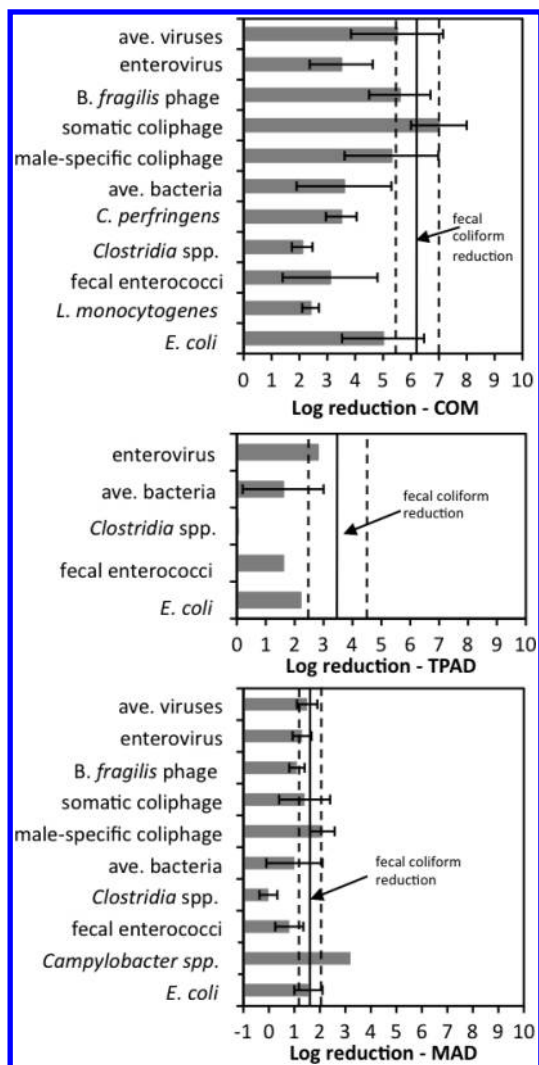 ave. viruses
enterovirus
B. fragilis phage
somatic coliphage
male-specific coliphage
ave. bacteria
C. perfringens
Clostridia spp.
fecal enterococci
L. monocytogenes
E. coli
fecal
coliform
reduction
0 1 2 3 4 5 6 7 8 9 10
Log reduction - COM
enterovirus
ave. bacteria
Clostridia spp.
fecal enterococci
E. coli
fecal coliform
reduction
0 1 2 3 4 5 6 7 8 9 10
Log reduction - TPAD
ave. viruses
enterovirus
B. fragilis phage
somatic coliphage
male-specific coliphage
ave. bacteria
Clostridia spp.
fecal enterococci
Campylobacter spp.
E. coli
fecal coliform
reduction
-1 0 1 2 3 4 5 6 7 8 9 10
Log reduction - MAD